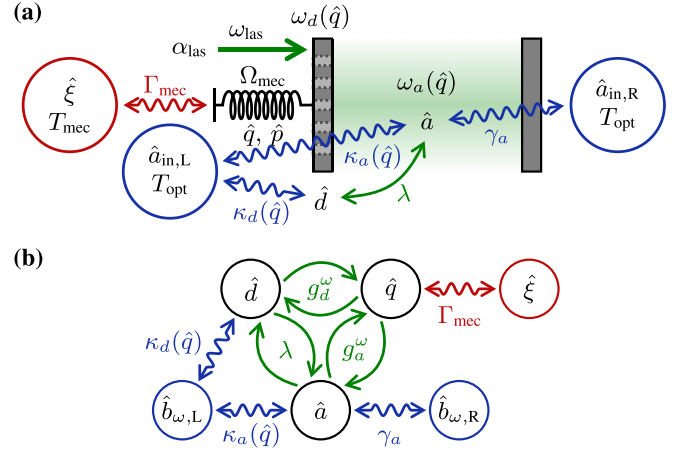 (a)
ω_d(q̂)
ω_las
α_las
Ω_mec
ω_a(q̂)
ξ̂
T_mec
Γ_mec
q̂, p̂
â
â_in,R
T_opt
γ_a
κ_a(q̂)
â_in,L
T_opt
κ_d(q̂)
d̂
λ
(b)
d̂
g_d^ω
q̂
ξ̂
Γ_mec
κ_d(q̂)
λ
g_a^ω
b̂_ω,L
κ_a(q̂)
â
γ_a
b̂_ω,R